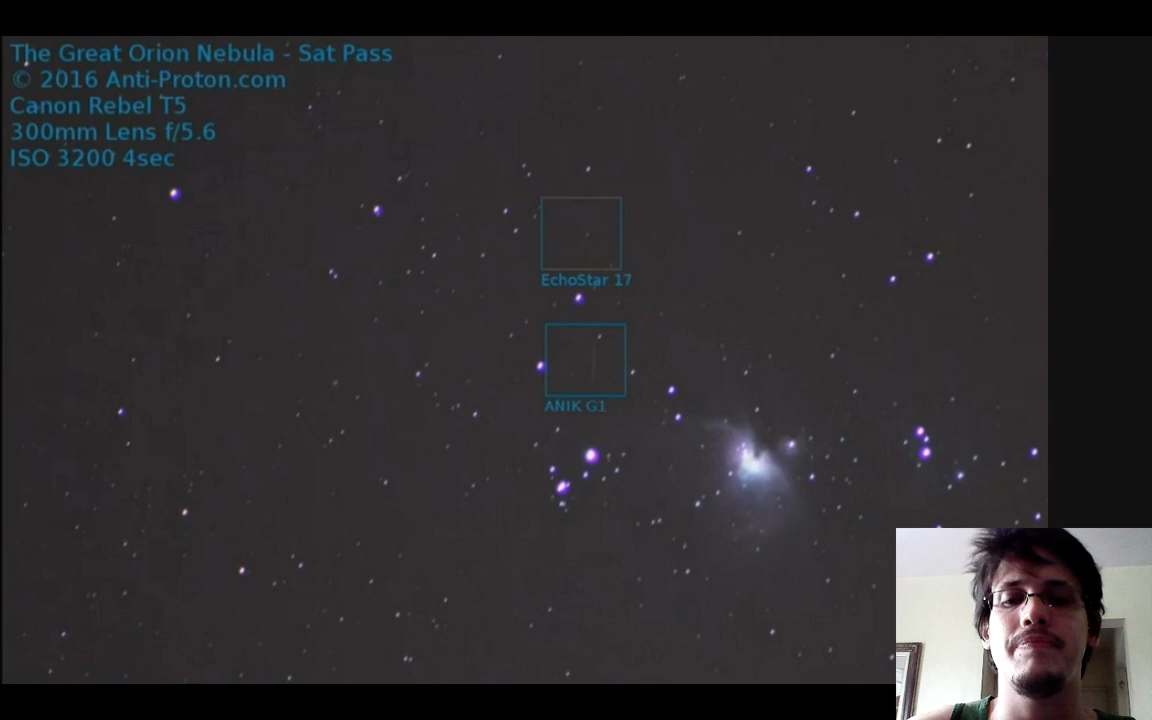 The Great Orion Nebula - Sat Pass
© 2016 Anti-Proton.com
Canon Rebel T5
300mm Lens f/5.6
ISO 3200 4sec
EchoStar 17
ANIK G1